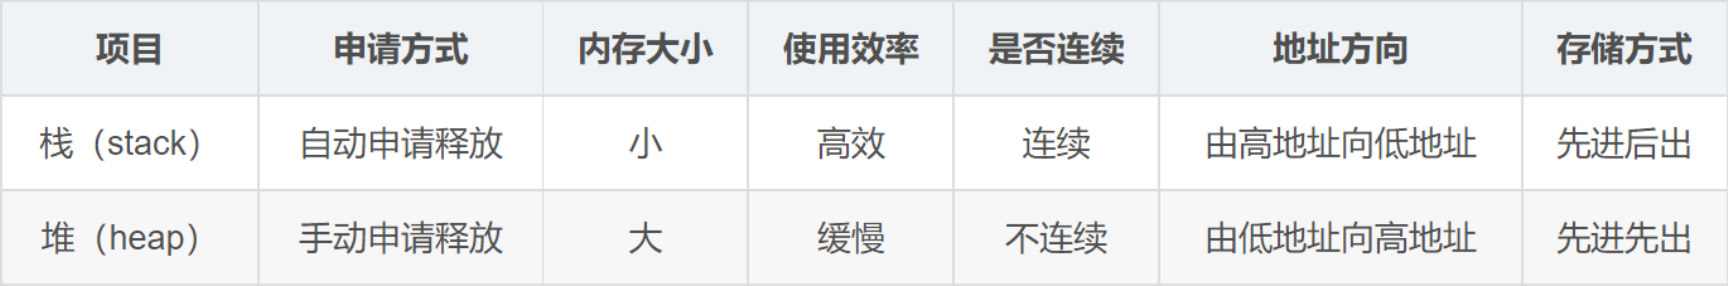 项目 申请方式 内存大小 使用效率 是否连续 地址方向 存储方式
栈（stack） 自动申请释放 小 高效 连续 由高地址向低地址 先进后出
堆（heap） 手动申请释放 大 缓慢 不连续 由低地址向高地址 先进先出